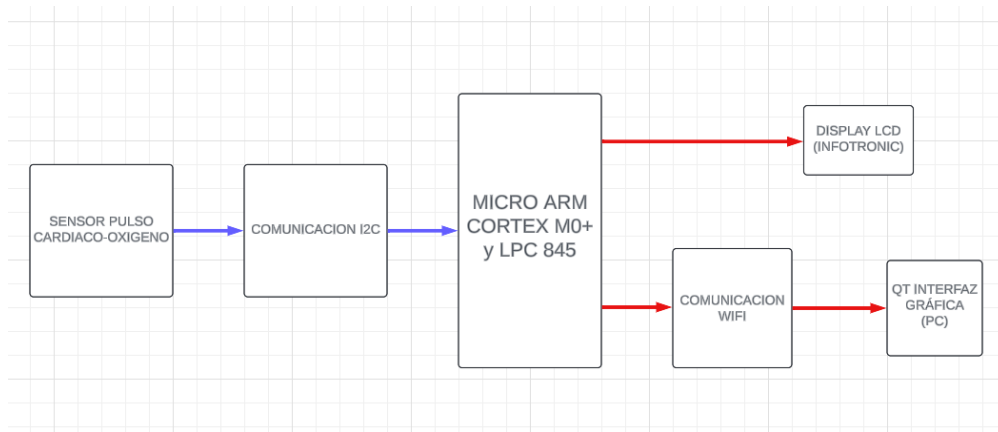 SENSOR PULSO
CARDIACO-OXIGENO
COMUNICACION I2C
MICRO ARM
CORTEX M0+
y LPC 845
DISPLAY LCD
(INFOTRONIC)
COMUNICACION
WIFI
QT INTERFAZ
GRÁFICA
(PC)